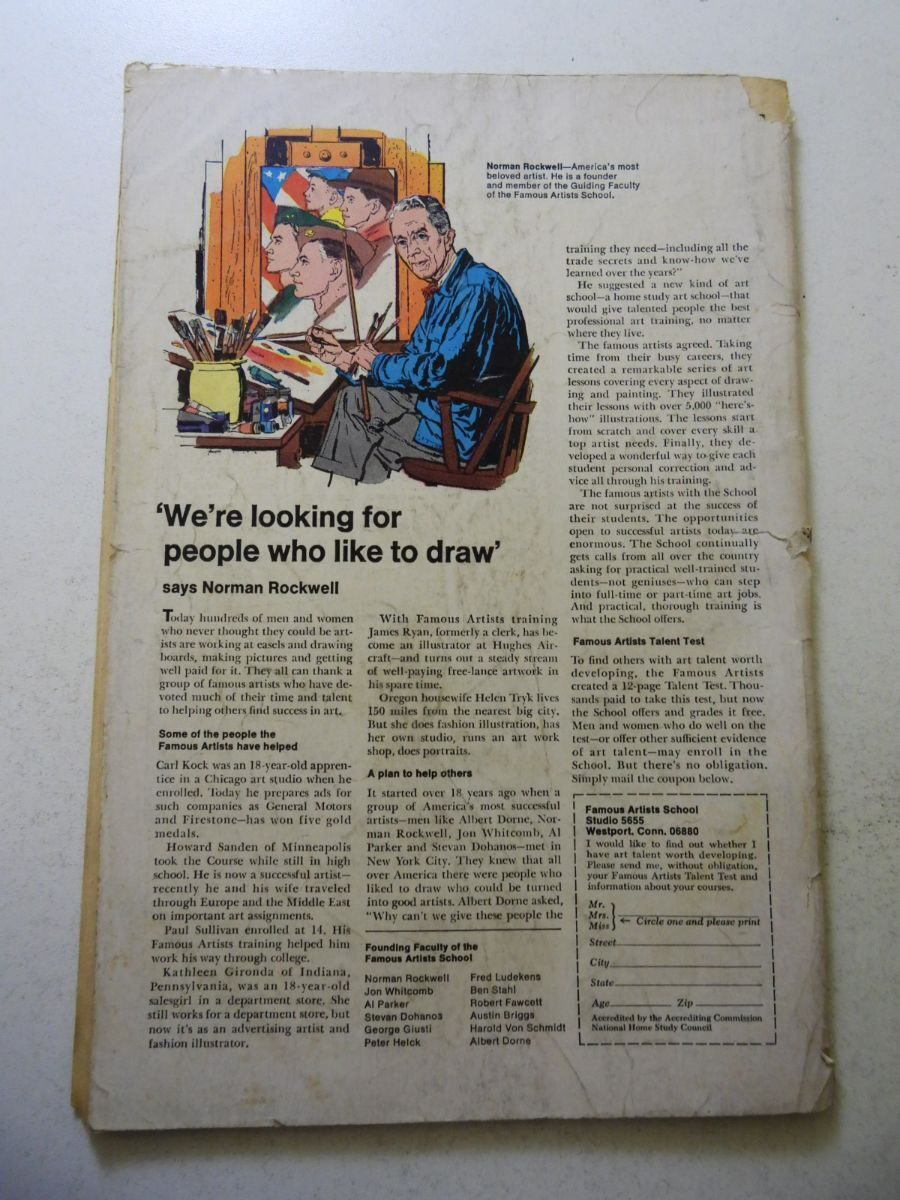 Norman Rockwell—America's most
beloved artist. He is a founder
and member of the Guiding Faculty
of the Famous Artists School.
'We're looking for
people who like to draw'
says Norman Rockwell
Today hundreds of men and women
who never thought they could be art-
ists are working at easels and drawing
boards, making pictures and getting
well paid for it. They all can thank a
group of famous artists who have de-
voted much of their time and talent
to helping others find success in art.
Some of the people the
Famous Artists have helped
Carl Kock was an 18-year-old appren-
tice in a Chicago art studio when he
enrolled. Today he prepares ads for
such companies as General Motors
and Firestone—has won five gold
medals.
Howard Sanden of Minneapolis
took the Course while still in high
school. He is now a successful artist—
recently he and his wife traveled
through Europe and the Middle East
on important art assignments.
Paul Sullivan enrolled at 14. His
Famous Artists training helped him
work his way through college.
Kathleen Gironda of Indiana,
Pennsylvania, was an 18-year-old
salesgirl in a department store. She
still works for a department store, but
now it's as an advertising artist and
fashion illustrator.
With Famous Artists training
James Ryan, formerly a clerk, has be-
come an illustrator at Hughes Air-
craft—and turns out a steady stream
of well-paying free-lance artwork in
his spare time.
Oregon housewife Helen Tryk lives
150 miles from the nearest big city.
But she does fashion illustration, has
her own studio, runs an art work
shop, does portraits.
A plan to help others
It started over 18 years ago when a
group of America's most successful
artists—men like Albert Dorne, Nor-
man Rockwell, Jon Whitcomb, Al
Parker and Stevan Dohanos—met in
New York City. They knew that all
over America there were people who
liked to draw who could be turned
into good artists. Albert Dorne asked,
"Why can't we give these people the
Founding Faculty of the
Famous Artists School
Norman Rockwell
Jon Whitcomb
Al Parker
Stevan Dohanos
George Giusti
Peter Helck
Fred Ludekens
Ben Stahl
Robert Fawcett
Austin Briggs
Harold Von Schmidt
Albert Dorne
training they need—including all the
trade secrets and know-how we've
learned over the years?"
He suggested a new kind of art
school—a home study art school—that
would give talented people the best
professional art training, no matter
where they live.
The famous artists agreed. Taking
time from their busy careers, they
created a remarkable series of art
lessons covering every aspect of draw-
ing and painting. They illustrated
their lessons with over 5,000 "here's-
how" illustrations. The lessons start
from scratch and cover every skill a
top artist needs. Finally, they de-
veloped a wonderful way to give each
student personal correction and ad-
vice all through his training.
The famous artists with the School
are not surprised at the success of
their students. The opportunities
open to successful artists today are
enormous. The School continually
gets calls from all over the country
asking for practical well-trained stu-
dents—not geniuses—who can step
into full-time or part-time art jobs.
And practical, thorough training is
what the School offers.
Famous Artists Talent Test
To find others with art talent worth
developing, the Famous Artists
created a 12-page Talent Test. Thou-
sands paid to take this test, but now
the School offers and grades it free.
Men and women who do well on the
test—or offer other sufficient evidence
of art talent—may enroll in the
School. But there's no obligation.
Simply mail the coupon below.
Famous Artists School
Studio 5655
Westport, Conn. 06880
I would like to find out whether I
have art talent worth developing.
Please send me, without obligation,
your Famous Artists Talent Test and
information about your courses.
Mr.
Mrs.
Miss
← Circle one and please print
Street
City
State
Age Zip
Accredited by the Accrediting Commission
National Home Study Council